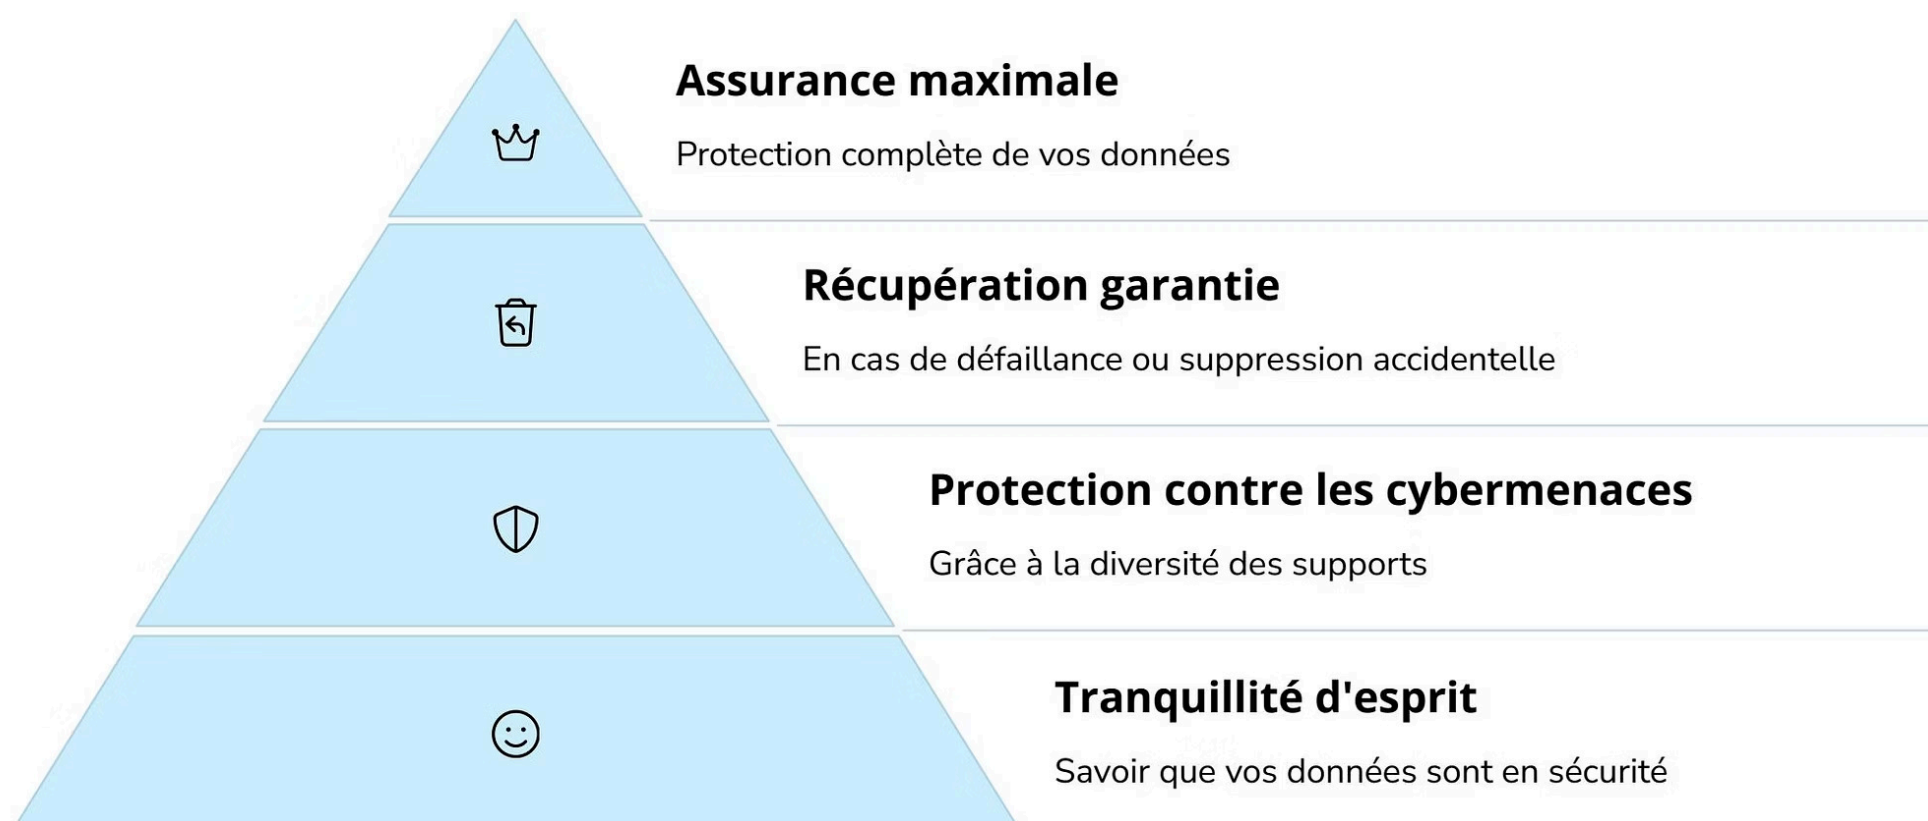 Assurance maximale
Protection complète de vos données
Récupération garantie
En cas de défaillance ou suppression accidentelle
Protection contre les cybermenaces
Grâce à la diversité des supports
Tranquillité d'esprit
Savoir que vos données sont en sécurité